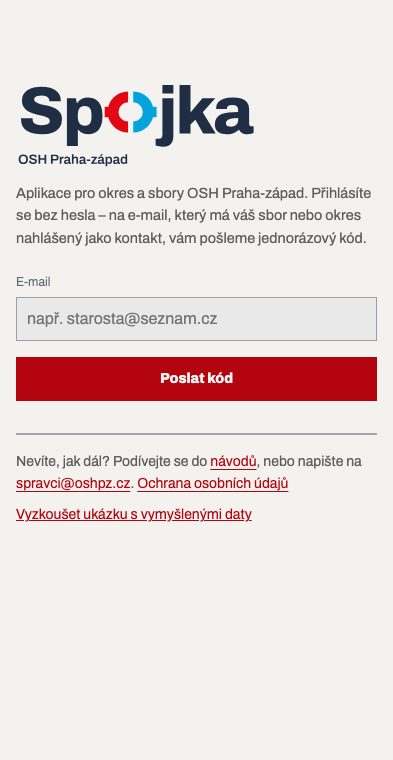 Spojka
OSH Praha-západ
Aplikace pro okres a sbory OSH Praha-západ. Přihlásíte
se bez hesla – na e-mail, který má váš sbor nebo okres
nahlášený jako kontakt, vám pošleme jednorázový kód.
E-mail
např. starosta@seznam.cz
Poslat kód
Nevíte, jak dál? Podívejte se do návodů, nebo napište na
spravci@oshpz.cz. Ochrana osobních údajů
Vyzkoušet ukázku s vymyšlenými daty